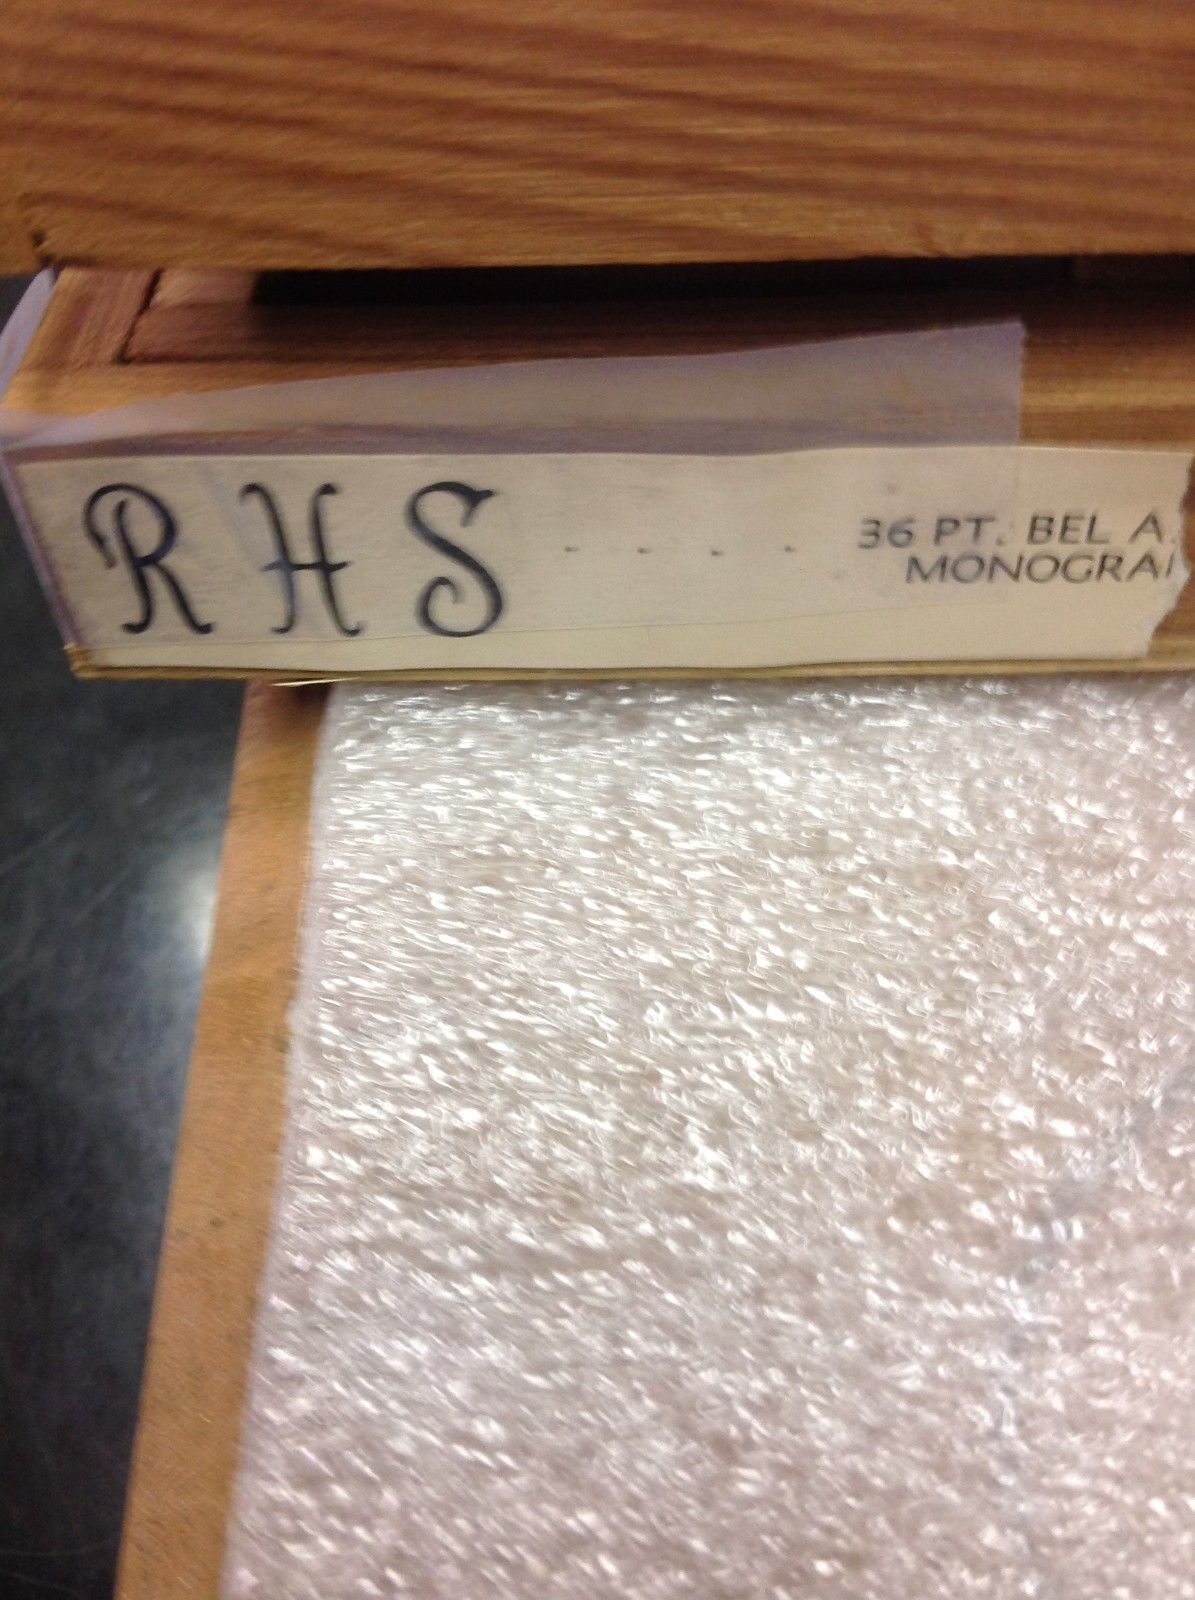 R H S - - - - 36 PT. BEL A
MONOGRA